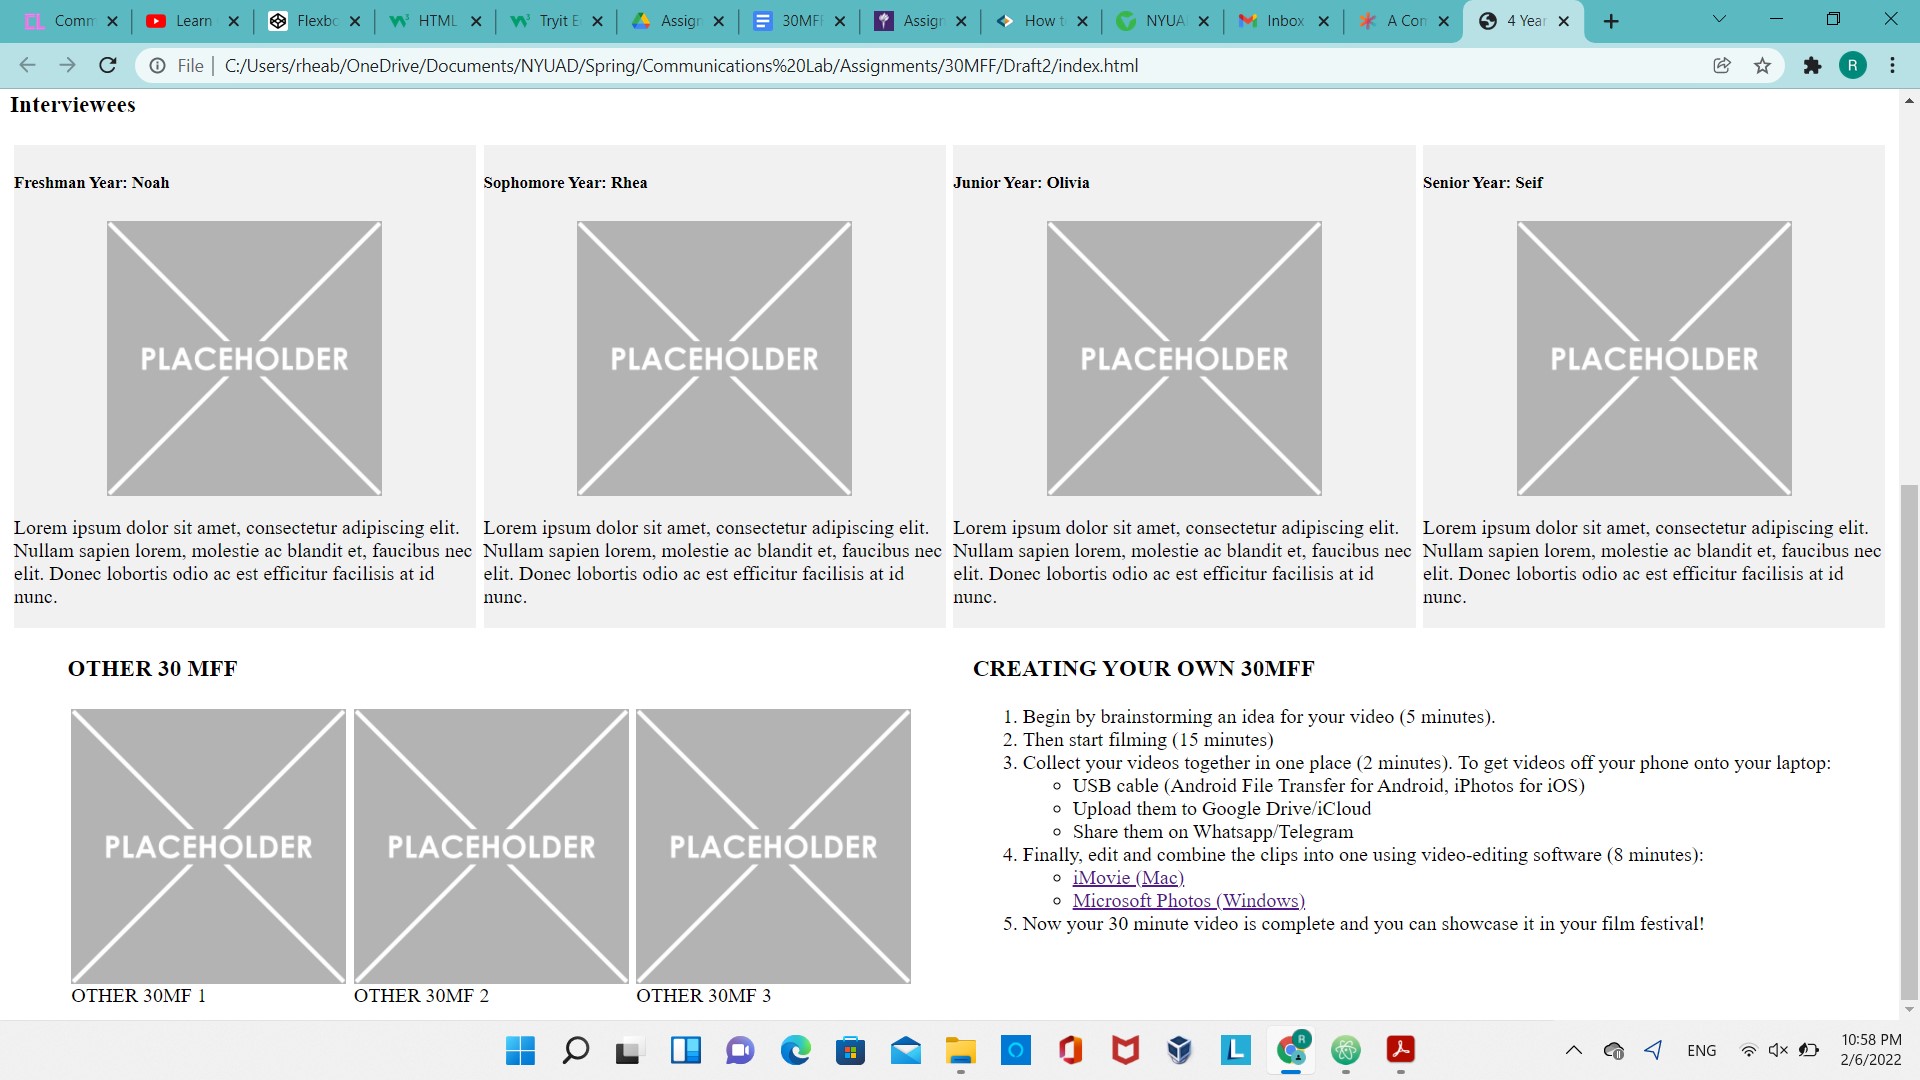 Comm
Learn
Flexbo
HTML
Tryit E
Assign
30MF
Assign
How t
NYUA
Inbox
A Con
4 Year
File
C:/Users/rheab/OneDrive/Documents/NYUAD/Spring/Communications%20Lab/Assignments/30MFF/Draft2/index.html
R
Interviewees
Freshman Year: Noah
PLACEHOLDER
Lorem ipsum dolor sit amet, consectetur adipiscing elit.
Nullam sapien lorem, molestie ac blandit et, faucibus nec
elit. Donec lobortis odio ac est efficitur facilisis at id
nunc.
Sophomore Year: Rhea
PLACEHOLDER
Lorem ipsum dolor sit amet, consectetur adipiscing elit.
Nullam sapien lorem, molestie ac blandit et, faucibus nec
elit. Donec lobortis odio ac est efficitur facilisis at id
nunc.
Junior Year: Olivia
PLACEHOLDER
Lorem ipsum dolor sit amet, consectetur adipiscing elit.
Nullam sapien lorem, molestie ac blandit et, faucibus nec
elit. Donec lobortis odio ac est efficitur facilisis at id
nunc.
Senior Year: Seif
PLACEHOLDER
Lorem ipsum dolor sit amet, consectetur adipiscing elit.
Nullam sapien lorem, molestie ac blandit et, faucibus nec
elit. Donec lobortis odio ac est efficitur facilisis at id
nunc.
OTHER 30 MFF
PLACEHOLDER
OTHER 30MF 1
PLACEHOLDER
OTHER 30MF 2
PLACEHOLDER
OTHER 30MF 3
CREATING YOUR OWN 30MFF
1. Begin by brainstorming an idea for your video (5 minutes).
2. Then start filming (15 minutes)
3. Collect your videos together in one place (2 minutes). To get videos off your phone onto your laptop:
USB cable (Android File Transfer for Android, iPhotos for iOS)
Upload them to Google Drive/iCloud
Share them on Whatsapp/Telegram
4. Finally, edit and combine the clips into one using video-editing software (8 minutes):
iMovie (Mac)
Microsoft Photos (Windows)
5. Now your 30 minute video is complete and you can showcase it in your film festival!
L
R
ENG
10:58 PM
2/6/2022